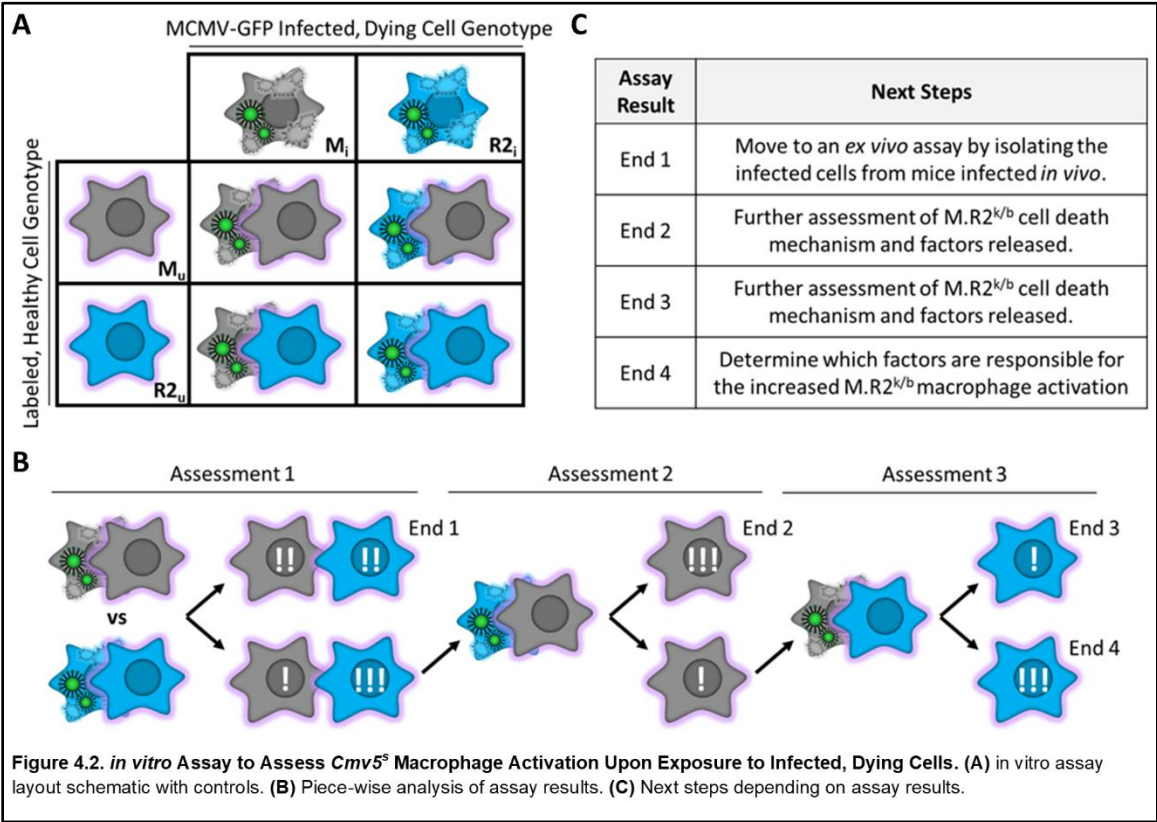 A
MCMV-GFP Infected, Dying Cell Genotype
Labeled, Healthy Cell Genotype
Mi
R2i
Mu
R2u
C
Assay Result
Next Steps
End 1
Move to an ex vivo assay by isolating the
infected cells from mice infected in vivo.
End 2
Further assessment of M.R2k/b cell death
mechanism and factors released.
End 3
Further assessment of M.R2k/b cell death
mechanism and factors released.
End 4
Determine which factors are responsible for
the increased M.R2k/b macrophage activation
B
Assessment 1
Assessment 2
Assessment 3
vs
!!
!!
End 1
!
!!!
!!!
End 2
!
!
End 3
!!!
End 4
Figure 4.2. in vitro Assay to Assess Cmv5s Macrophage Activation Upon Exposure to Infected, Dying Cells. (A) in vitro assay
layout schematic with controls. (B) Piece-wise analysis of assay results. (C) Next steps depending on assay results.